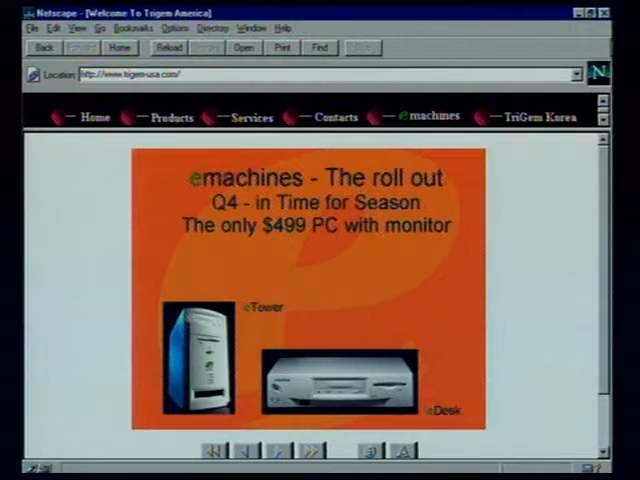 Netscape - [Welcome To Trigem America]
File Edit View Go Bookmarks Options Directory Window Help
Back Forward Home Reload Open Print Find Stop
Location: http://www.trigem-usa.com/
N
Home Products Services Contacts emachines TriGem Korea
emachines - The roll out
Q4 - in Time for Season
The only $499 PC with monitor
eTower
eDesk
A